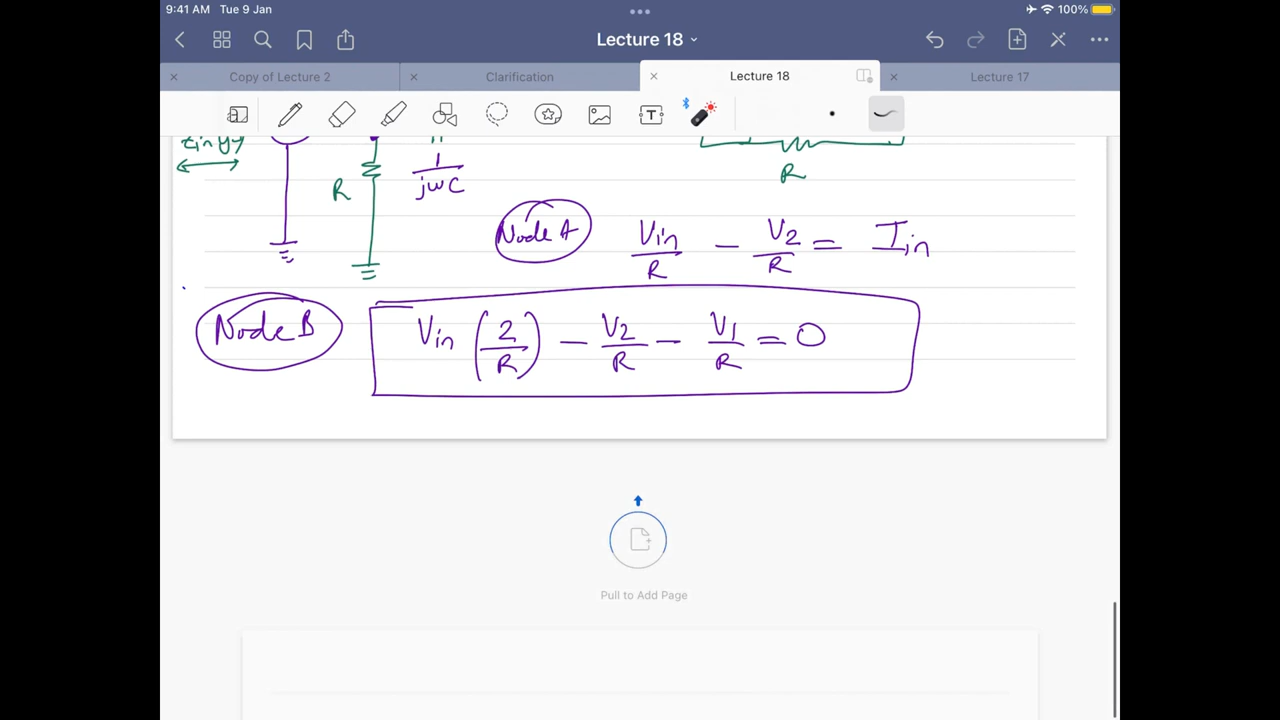 9:41 AM Tue 9 Jan 100%
Lecture 18
Copy of Lecture 2 Clarification Lecture 18 Lecture 17
T
Zin
R 1/jωC
R
Node A Vin/R - V2/R = Iin
Node B Vin (2/R) - V2/R - V1/R = 0
Pull to Add Page